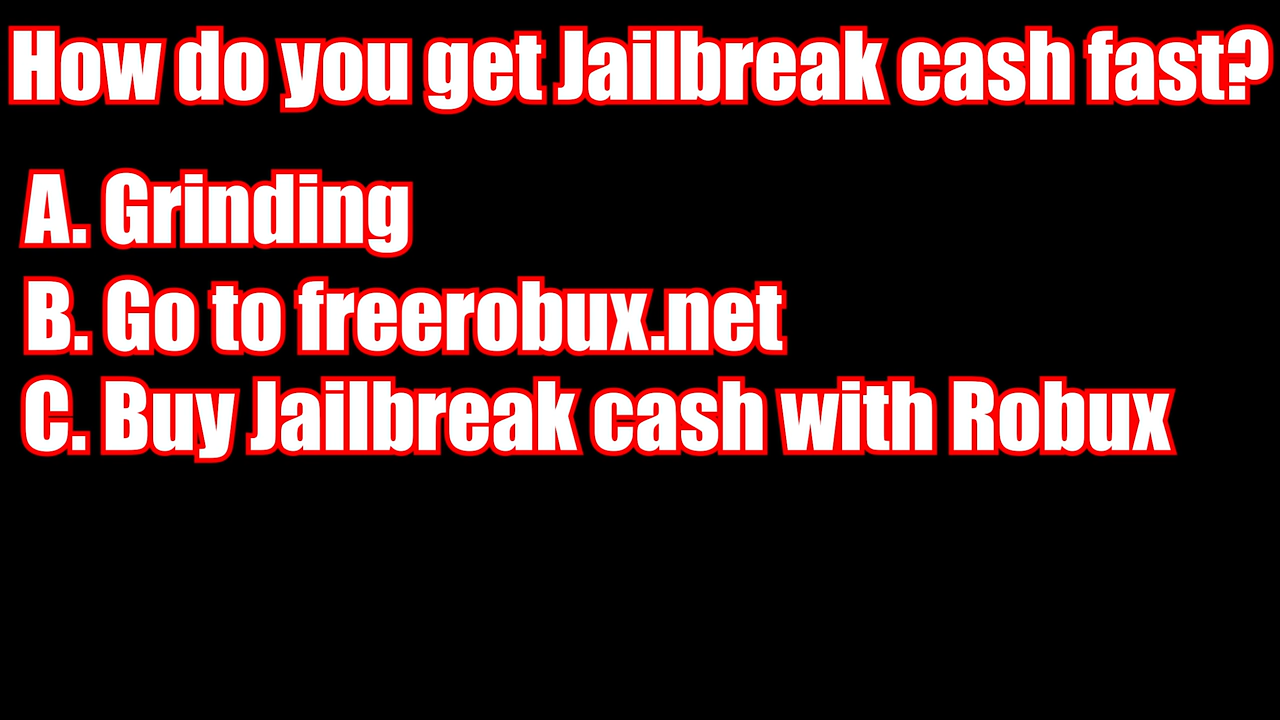 How do you get Jailbreak cash fast?
A. Grinding
B. Go to freerobux.net
C. Buy Jailbreak cash with Robux